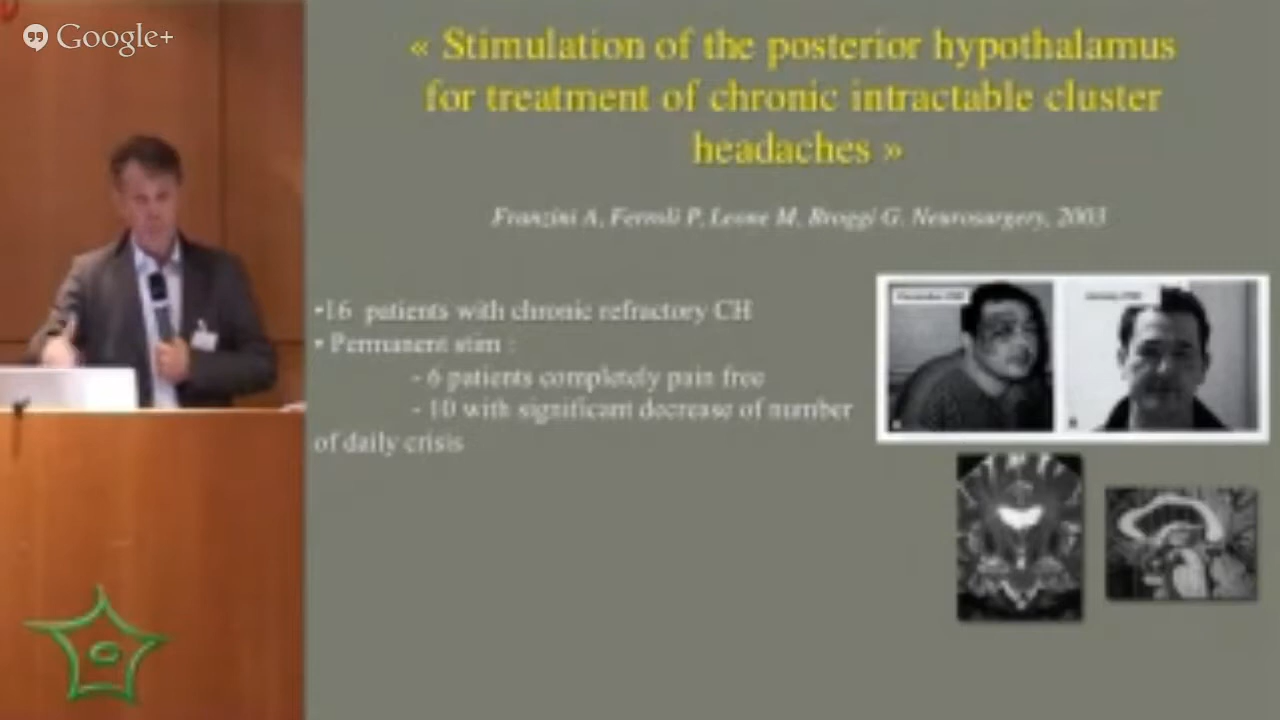 Google+
« Stimulation of the posterior hypothalamus
for treatment of chronic intractable cluster
headaches »
Franzini A, Ferroli P, Leone M, Broggi G. Neurosurgery, 2003
•16 patients with chronic refractory CH
• Permanent stim :
- 6 patients completely pain free
- 10 with significant decrease of number
of daily crisis